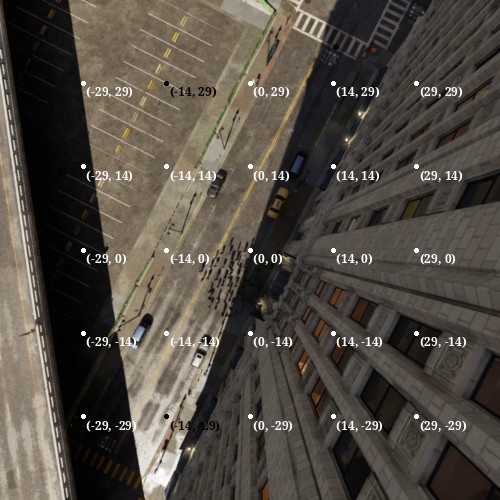 (-29, 29) (-14, 29) (0, 29) (14, 29) (29, 29)
(-29, 14) (-14, 14) (0, 14) (14, 14) (29, 14)
(-29, 0) (-14, 0) (0, 0) (14, 0) (29, 0)
(-29, -14) (-14, -14) (0, -14) (14, -14) (29, -14)
(-29, -29) (-14, -29) (0, -29) (14, -29) (29, -29)